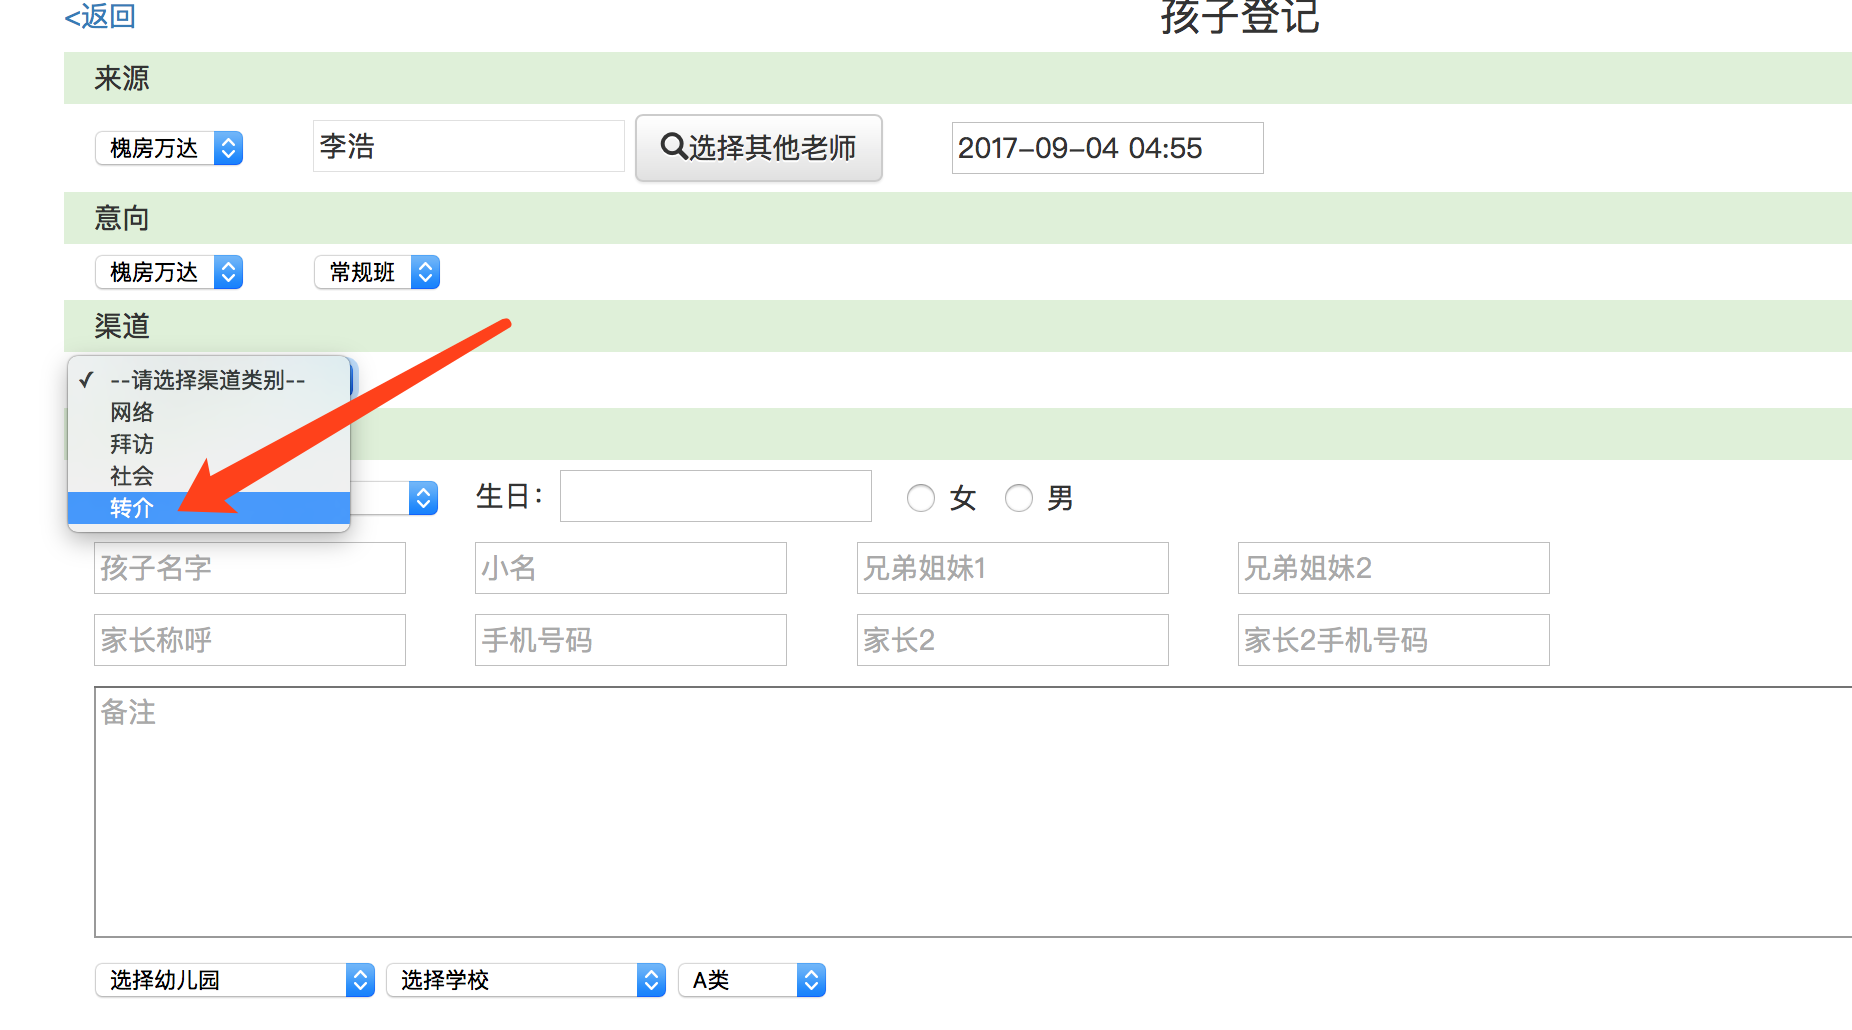 <返回
孩子登记
来源
槐房万达 李浩 选择其他老师 2017-09-04 04:55
意向
槐房万达 常规班
渠道
✓ --请选择渠道类别--
网络
拜访
社会
转介
生日： 女 男
孩子名字 小名 兄弟姐妹1 兄弟姐妹2
家长称呼 手机号码 家长2 家长2手机号码
备注
选择幼儿园 选择学校 A类